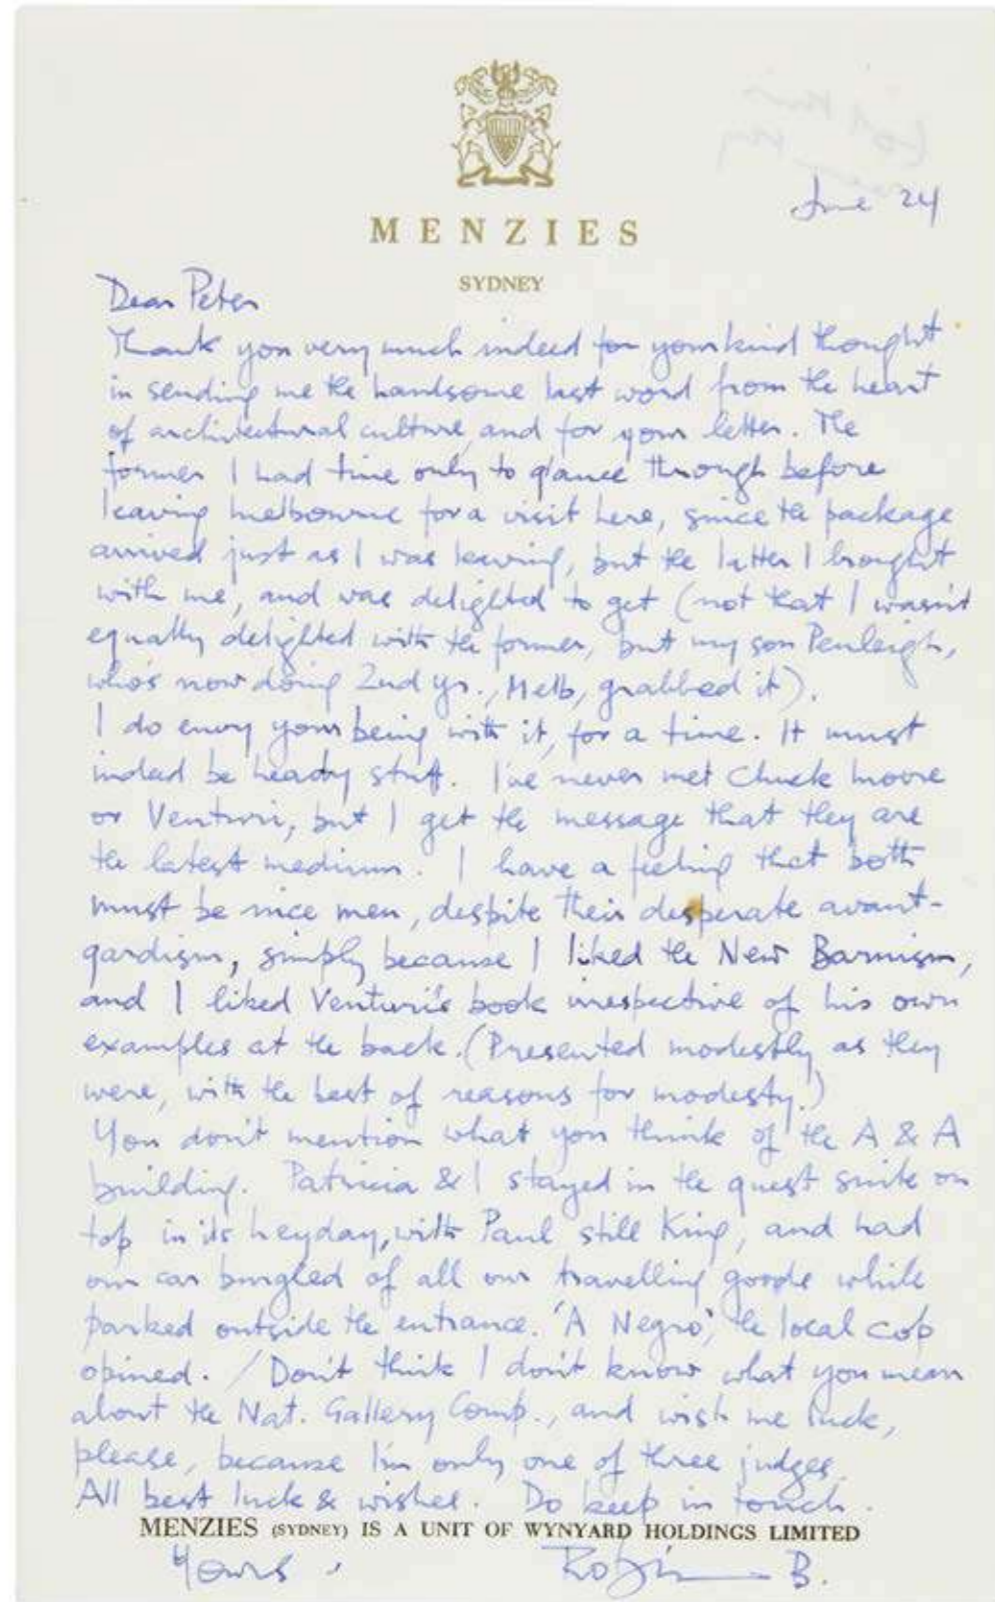 June 24
MENZIES
SYDNEY
Dear Peter
Thank you very much indeed for your kind thought
in sending me the handsome last word from the heart
of architectural culture, and for your letter. The
former I had time only to glance through before
leaving Melbourne for a visit here, since the package
arrived just as I was leaving, but the latter I brought
with me, and was delighted to get (not that I wasn't
equally delighted with the former, but my son Penleigh,
who's now doing 2nd yr., Melb, grabbed it).
I do envy your being with it, for a time. It must
indeed be heady stuff. I've never met Chuck Moore
or Venturi, but I get the message that they are
the latest medium. I have a feeling that both
must be nice men, despite their desperate avant-
gardism, simply because I liked the New Barnism,
and I liked Venturi's book irrespective of his own
examples at the back. (Presented modestly as they
were, with the best of reasons for modesty.)
You don't mention what you think of the A & A
building. Patricia & I stayed in the guest suite on
top in its heyday, with Paul still King, and had
our car burgled of all our travelling goods while
parked outside the entrance. 'A Negro', the local cop
opined. / Don't think I don't know what you mean
about the Nat. Gallery Comp., and wish me luck,
please, because I'm only one of three judges.
All best luck & wishes. Do keep in touch.
MENZIES (SYDNEY) IS A UNIT OF WYNYARD HOLDINGS LIMITED
Yours, Robin B.